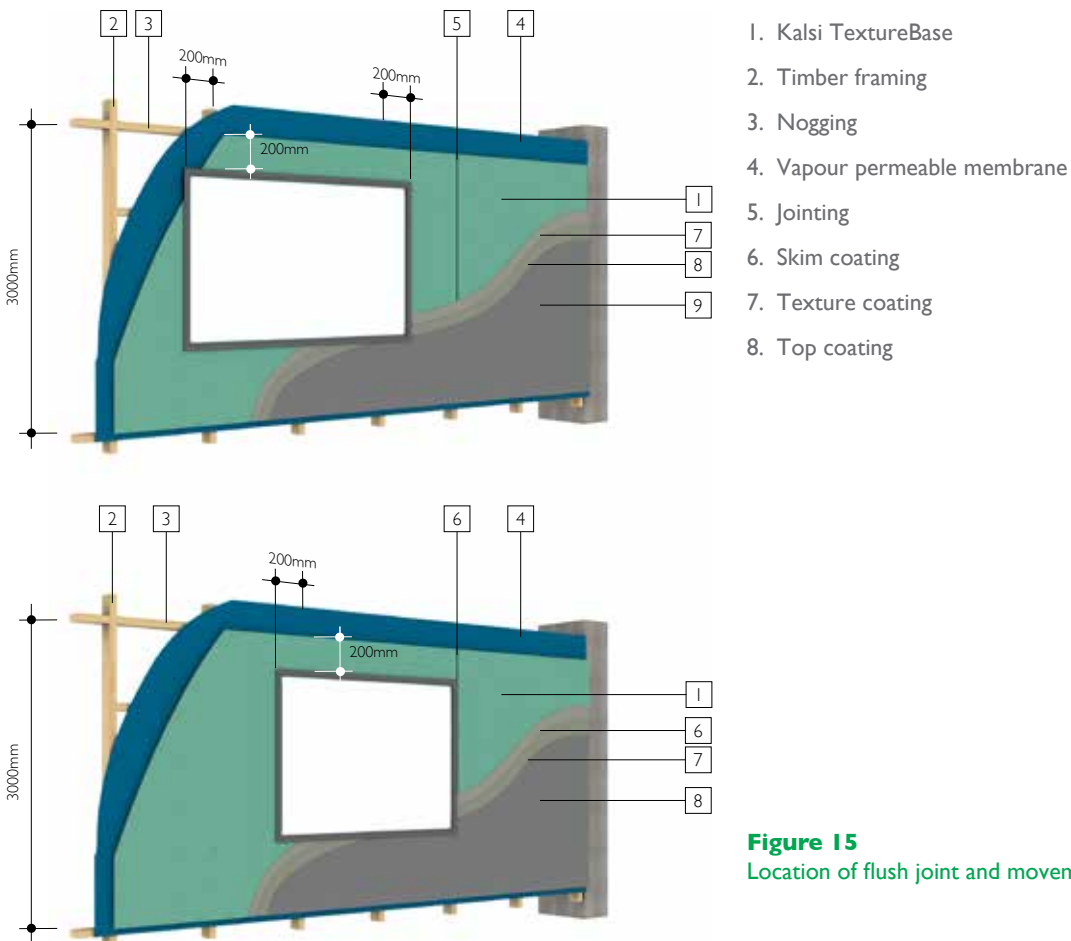 2 3 5 4
200mm
200mm
200mm
3000mm
1
7
8
9
1. Kalsi TextureBase
2. Timber framing
3. Nogging
4. Vapour permeable membrane
5. Jointing
6. Skim coating
7. Texture coating
8. Top coating
2 3 6 4
200mm
200mm
3000mm
1
6
7
8
Figure 15
Location of flush joint and movem